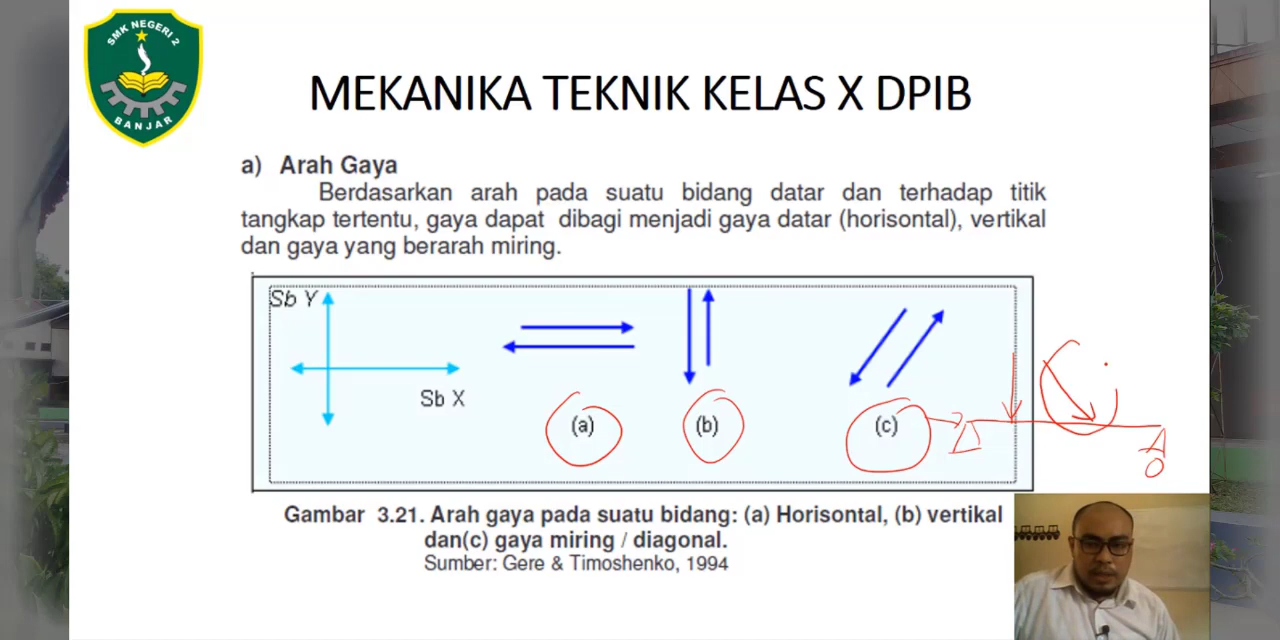 SMK NEGERI 2
BANJAR
MEKANIKA TEKNIK KELAS X DPIB
a) Arah Gaya
Berdasarkan arah pada suatu bidang datar dan terhadap titik
tangkap tertentu, gaya dapat dibagi menjadi gaya datar (horisontal), vertikal
dan gaya yang berarah miring.
Sb Y
Sb X
(a)
(b)
(c)
Gambar 3.21. Arah gaya pada suatu bidang: (a) Horisontal, (b) vertikal
dan(c) gaya miring / diagonal.
Sumber: Gere & Timoshenko, 1994